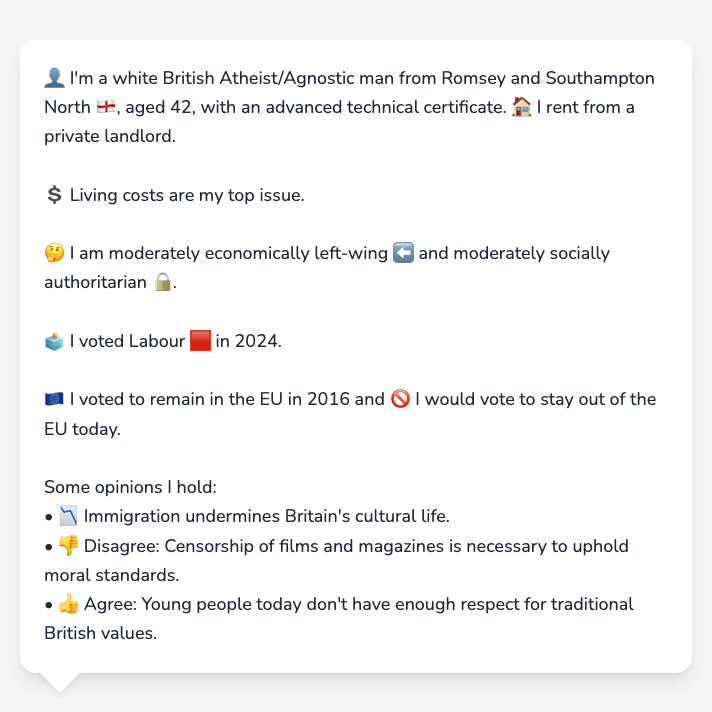 👤 I'm a white British Atheist/Agnostic man from Romsey and Southampton
North 🏴󠁧󠁢󠁥󠁮󠁧󠁿, aged 42, with an advanced technical certificate. 🏠 I rent from a
private landlord.
💲 Living costs are my top issue.
🤔 I am moderately economically left-wing ⬅️ and moderately socially
authoritarian 🔒.
🗳️ I voted Labour 🟥 in 2024.
🇪🇺 I voted to remain in the EU in 2016 and 🚫 I would vote to stay out of the
EU today.
Some opinions I hold:
• 📉 Immigration undermines Britain's cultural life.
• 👎 Disagree: Censorship of films and magazines is necessary to uphold
moral standards.
• 👍 Agree: Young people today don't have enough respect for traditional
British values.